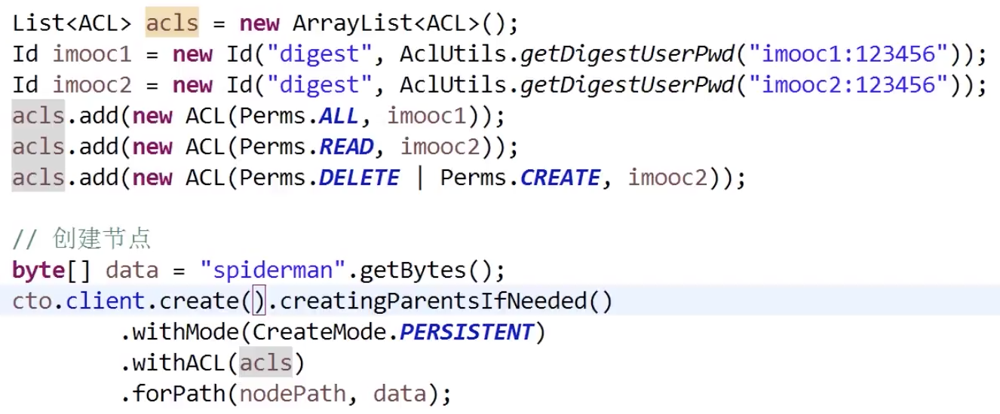 List<ACL> acls = new ArrayList<ACL>();
Id imooc1 = new Id("digest", AclUtils.getDigestUserPwd("imooc1:123456"));
Id imooc2 = new Id("digest", AclUtils.getDigestUserPwd("imooc2:123456"));
acls.add(new ACL(Perms.ALL, imooc1));
acls.add(new ACL(Perms.READ, imooc2));
acls.add(new ACL(Perms.DELETE | Perms.CREATE, imooc2));
// 创建节点
byte[] data = "spiderman".getBytes();
cto.client.create().creatingParentsIfNeeded()
.withMode(CreateMode.PERSISTENT)
.withACL(acls)
.forPath(nodePath, data);